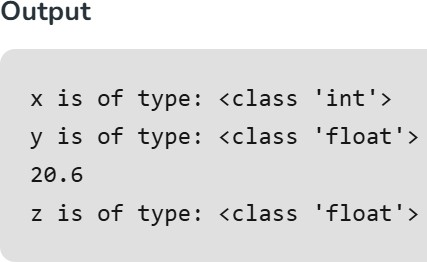 Output
x is of type: <class 'int'>
y is of type: <class 'float'>
20.6
z is of type: <class 'float'>